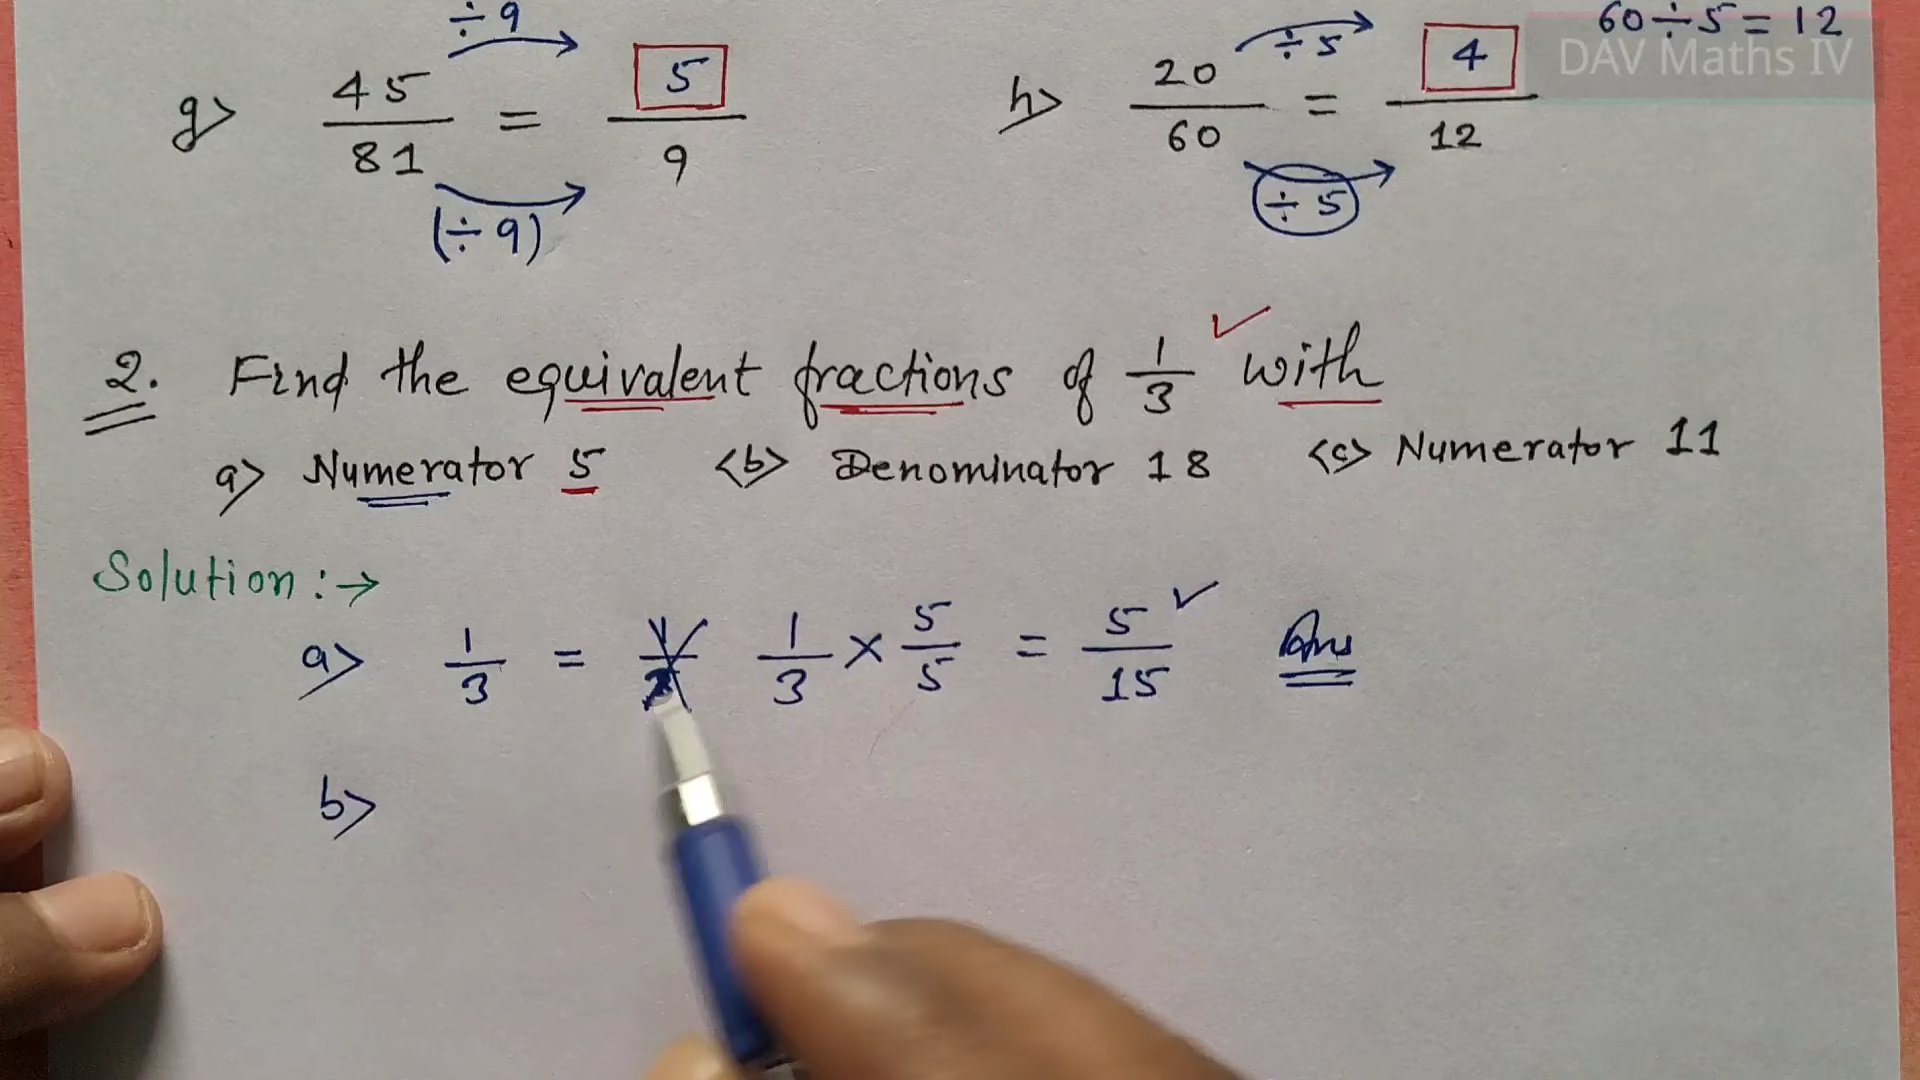 60÷5=12
DAV Maths IV
g> 45/81 = 5/9 ÷9 (÷9)
h> 20/60 = 4/12 ÷5 ÷5
2. Find the equivalent fractions of 1/3 ✓ with
a> Numerator 5 <b> Denominator 18 <c> Numerator 11
Solution :→
a> 1/3 = 1/3 × 5/5 = 5/15 ✓ Ans
b>